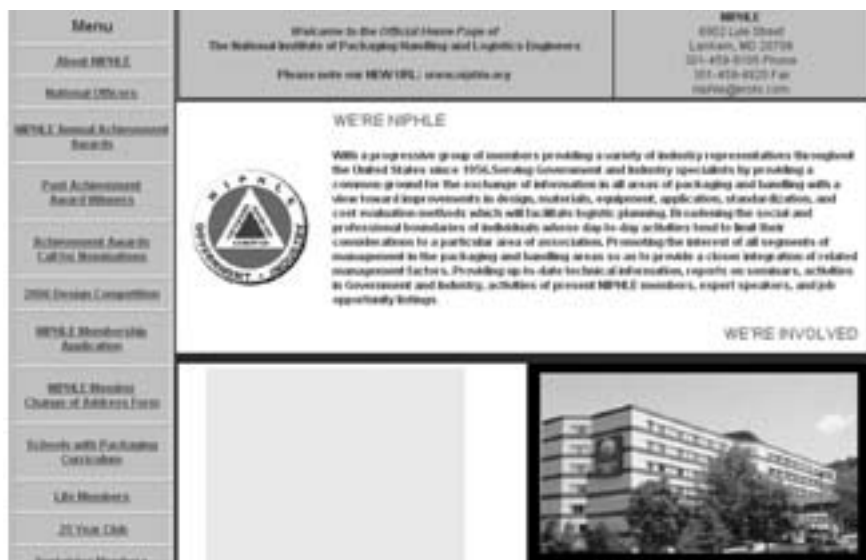 Menu
About NIPHLE
National Officers
NIPHLE Annual Achievement
Awards
Past Achievement
Award Winners
Achievement Awards
Call for Nominations
2006 Design Competition
NIPHLE Membership
Application
NIPHLE Member
Change of Address Form
Schools with Packaging
Curriculum
Life Members
25 Year Club
Welcome to the Official Home Page of
The National Institute of Packaging Handling and Logistics Engineers
Please note our NEW URL: www.niphle.org
NIPHLE
6902 Lyle Street
Lanham, MD 20706
301-459-9105 Phone
301-459-4925 Fax
WE'RE NIPHLE
NIPHLE
GOVERNMENT - INDUSTRY
With a progressive group of members providing a variety of industry representatives throughout
the United States since 1956.Serving Government and Industry specialists by providing a
common ground for the exchange of information in all areas of packaging and handling with a
view toward improvements in design, materials, equipment, application, standardization, and
cost evaluation methods which will facilitate logistic planning. Broadening the social and
professional boundaries of individuals whose day-to-day activities tend to limit their
considerations to a particular area of association. Promoting the interest of all segments of
management in the packaging and handling areas so as to provide a closer integration of related
management factors. Providing up-to-date technical information, reports on seminars, activities
in Government and Industry, activities of present NIPHLE members, expert speakers, and job
opportunity listings.
WE'RE INVOLVED